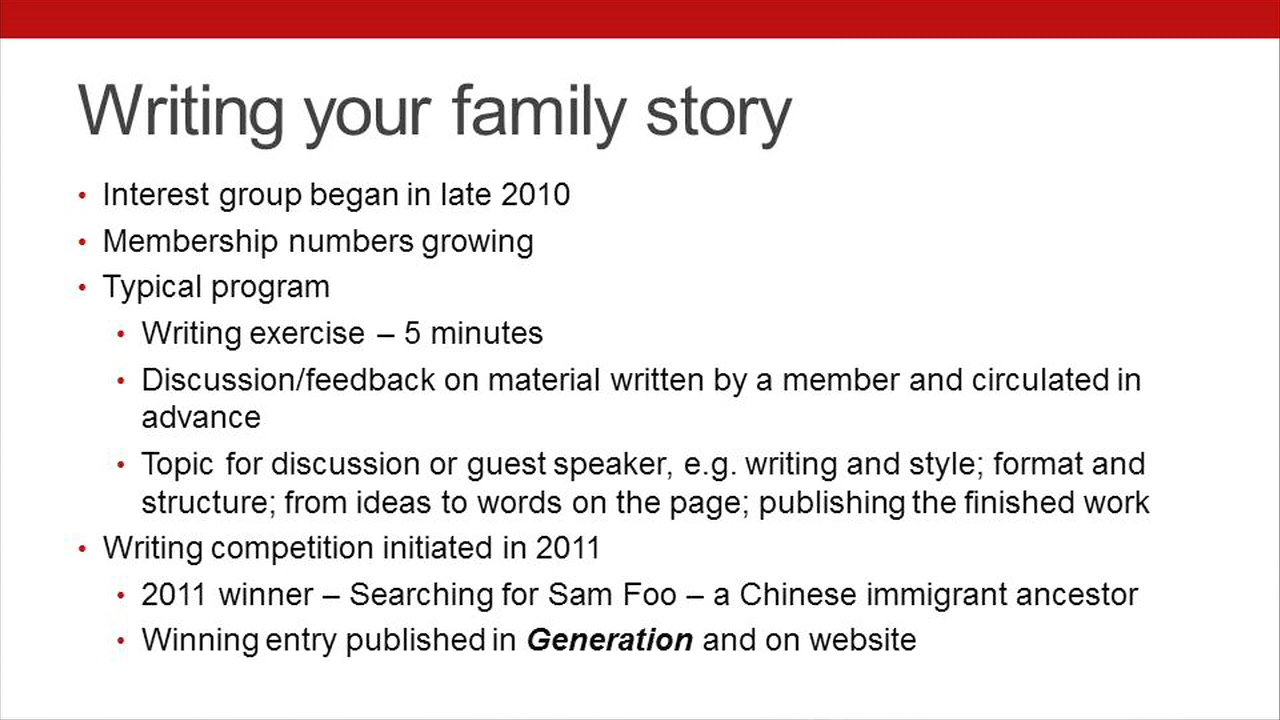 Writing your family story
• Interest group began in late 2010
• Membership numbers growing
• Typical program
• Writing exercise – 5 minutes
• Discussion/feedback on material written by a member and circulated in
advance
• Topic for discussion or guest speaker, e.g. writing and style; format and
structure; from ideas to words on the page; publishing the finished work
• Writing competition initiated in 2011
• 2011 winner – Searching for Sam Foo – a Chinese immigrant ancestor
• Winning entry published in Generation and on website